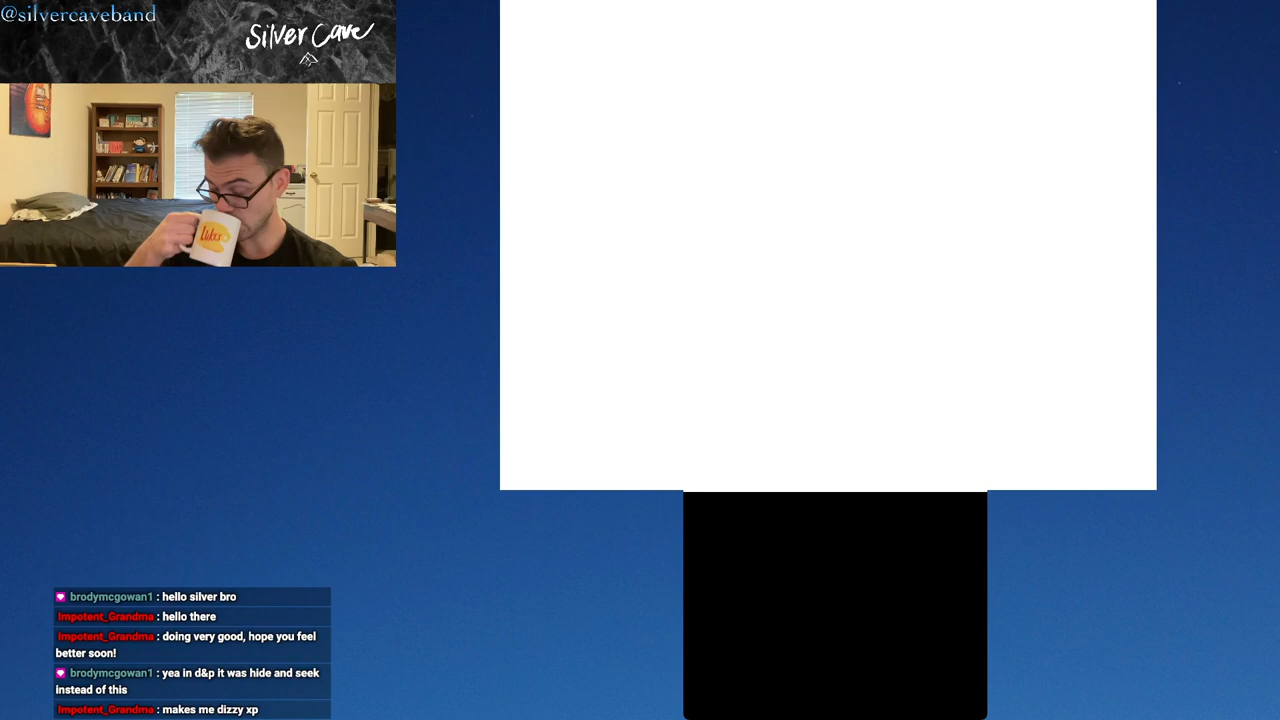 @silvercaveband
Silver Cave
Luke's
brodymcgowan1 : hello silver bro
Impotent_Grandma : hello there
Impotent_Grandma : doing very good, hope you feel
better soon!
brodymcgowan1 : yea in d&p it was hide and seek
instead of this
Impotent_Grandma : makes me dizzy xp